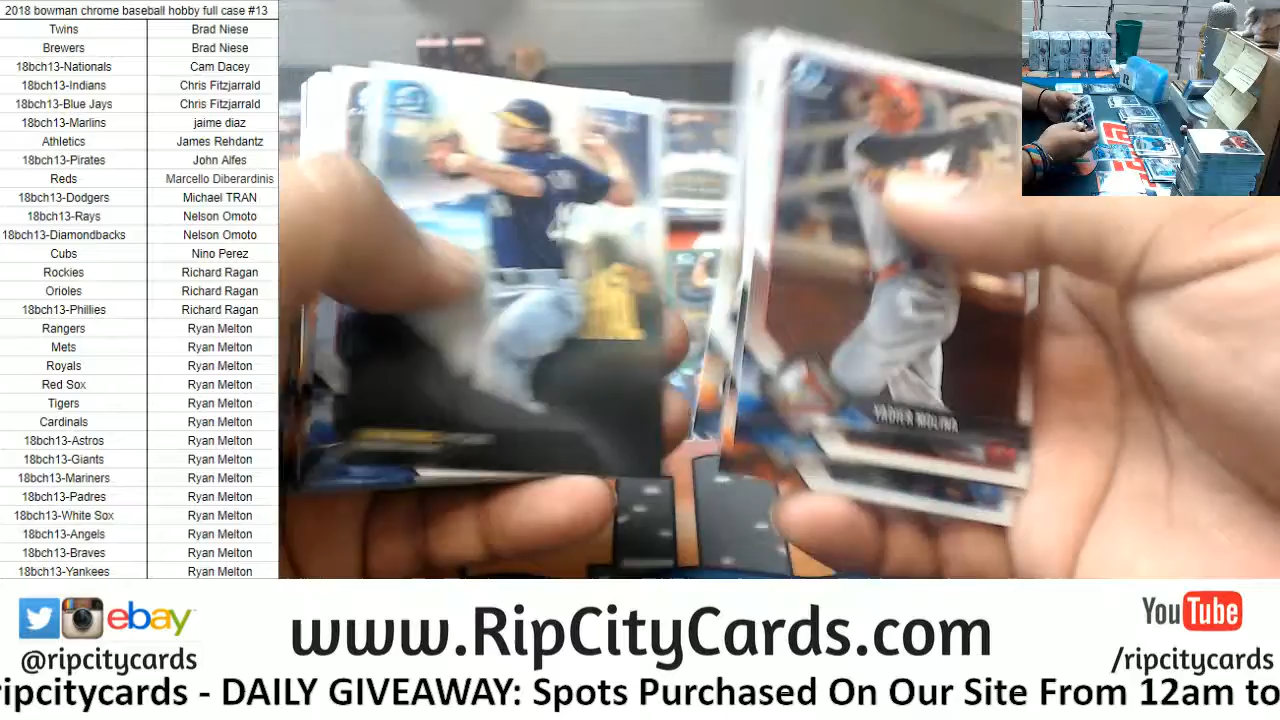 2018 bowman chrome baseball hobby full case #13
Twins Brad Niese
Brewers Brad Niese
18bch13-Nationals Cam Dacey
18bch13-Indians Chris Fitzjarrald
18bch13-Blue Jays Chris Fitzjarrald
18bch13-Marlins jaime diaz
Athletics James Rehdantz
18bch13-Pirates John Alfes
Reds Marcello Diberardinis
18bch13-Dodgers Michael TRAN
18bch13-Rays Nelson Omoto
18bch13-Diamondbacks Nelson Omoto
Cubs Nino Perez
Rockies Richard Ragan
Orioles Richard Ragan
18bch13-Phillies Richard Ragan
Rangers Ryan Melton
Mets Ryan Melton
Royals Ryan Melton
Red Sox Ryan Melton
Tigers Ryan Melton
Cardinals Ryan Melton
18bch13-Astros Ryan Melton
18bch13-Giants Ryan Melton
18bch13-Mariners Ryan Melton
18bch13-Padres Ryan Melton
18bch13-White Sox Ryan Melton
18bch13-Angels Ryan Melton
18bch13-Braves Ryan Melton
18bch13-Yankees Ryan Melton
YADIER MOLINA
ebay
@ripcitycards
www.RipCityCards.com
YouTube
/ripcitycards
ripcitycards - DAILY GIVEAWAY: Spots Purchased On Our Site From 12am to